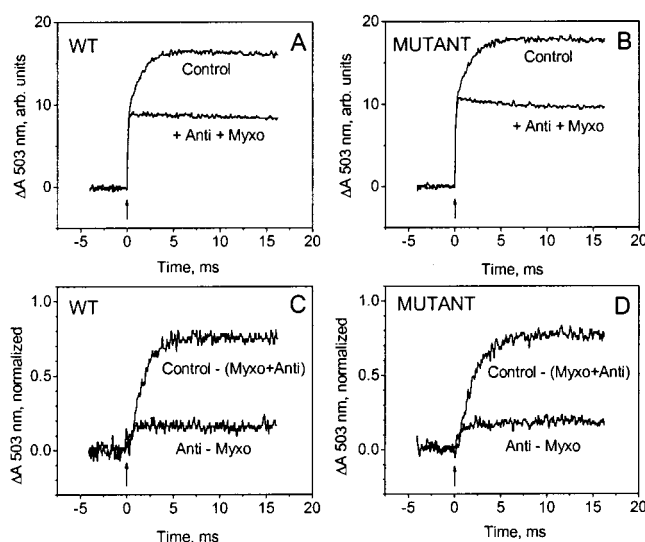 WT
A
Control
+ Anti + Myxo
ΔA 503 nm, arb. units
20
10
0
-5 0 5 10 15 20
Time, ms
MUTANT
B
Control
+ Anti + Myxo
ΔA 503 nm, arb. units
20
10
0
-5 0 5 10 15 20
Time, ms
WT
C
Control - (Myxo+Anti)
Anti - Myxo
ΔA 503 nm, normalized
1.0
0.5
0.0
-5 0 5 10 15 20
Time, ms
MUTANT
D
Control - (Myxo+Anti)
Anti - Myxo
ΔA 503 nm, normalized
1.0
0.5
0.0
-5 0 5 10 15 20
Time, ms